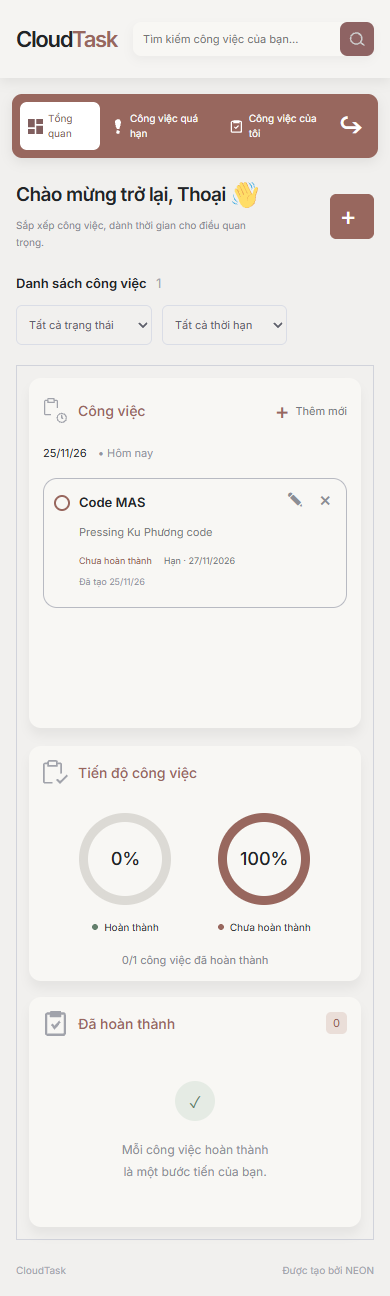 CloudTask
Tìm kiếm công việc của bạn...
Tổng
quan
Công việc quá
hạn
Công việc của
tôi
Chào mừng trở lại, Thoại 👋
Sắp xếp công việc, dành thời gian cho điều quan
trọng.
+
Danh sách công việc 1
Tất cả trạng thái
Tất cả thời hạn
Công việc
+ Thêm mới
25/11/26 • Hôm nay
Code MAS
Pressing Ku Phương code
Chưa hoàn thành Hạn · 27/11/2026
Đã tạo 25/11/26
Tiến độ công việc
0% 100%
Hoàn thành Chưa hoàn thành
0/1 công việc đã hoàn thành
Đã hoàn thành 0
Mỗi công việc hoàn thành
là một bước tiến của bạn.
CloudTask Được tạo bởi NEON